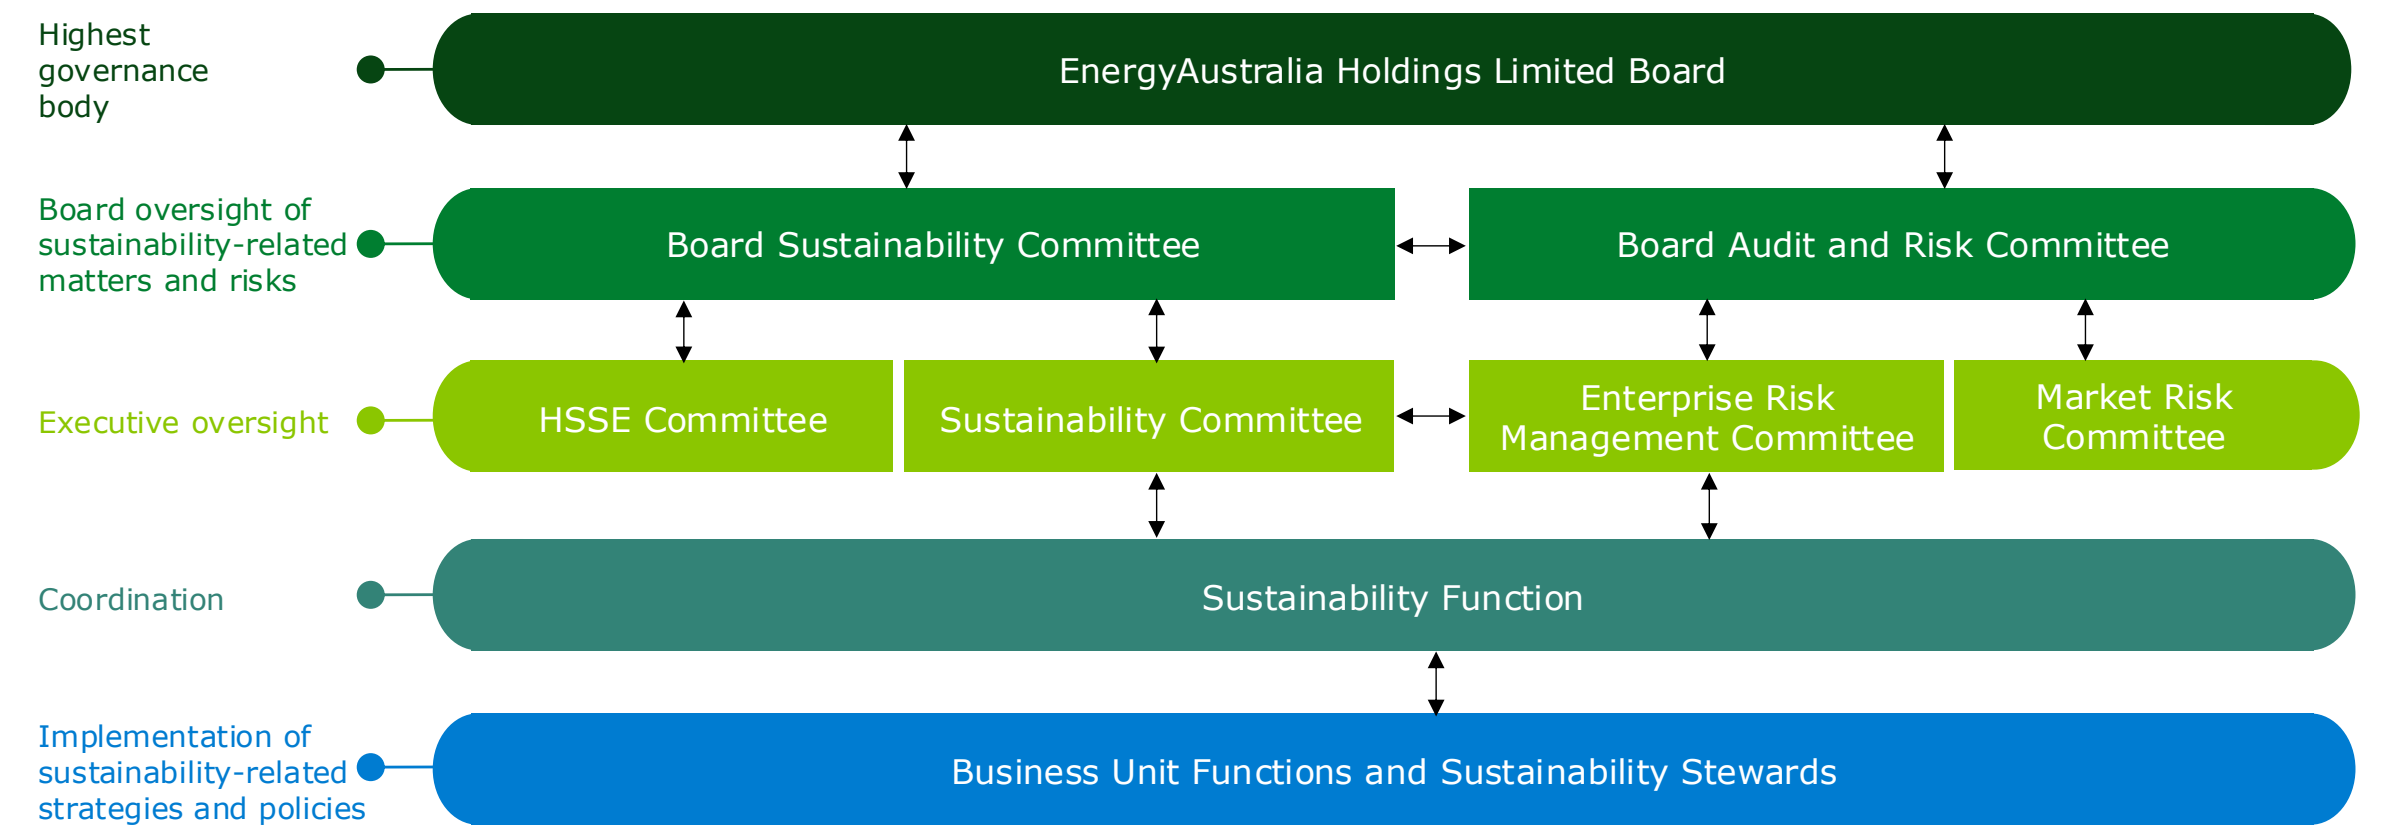 Highest
governance
body
EnergyAustralia Holdings Limited Board
Board oversight of
sustainability-related
matters and risks
Board Sustainability Committee
Board Audit and Risk Committee
Executive oversight
HSSE Committee
Sustainability Committee
Enterprise Risk
Management Committee
Market Risk
Committee
Coordination
Sustainability Function
Implementation of
sustainability-related
strategies and policies
Business Unit Functions and Sustainability Stewards